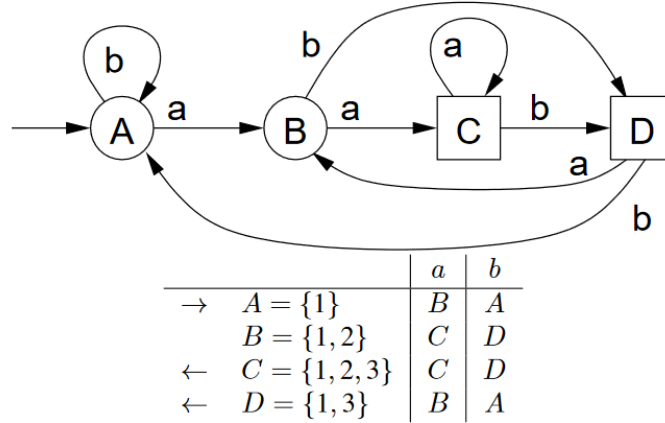 b b a
A a B a C b D
a
b
a b
→ A = {1} B A
B = {1, 2} C D
← C = {1, 2, 3} C D
← D = {1, 3} B A